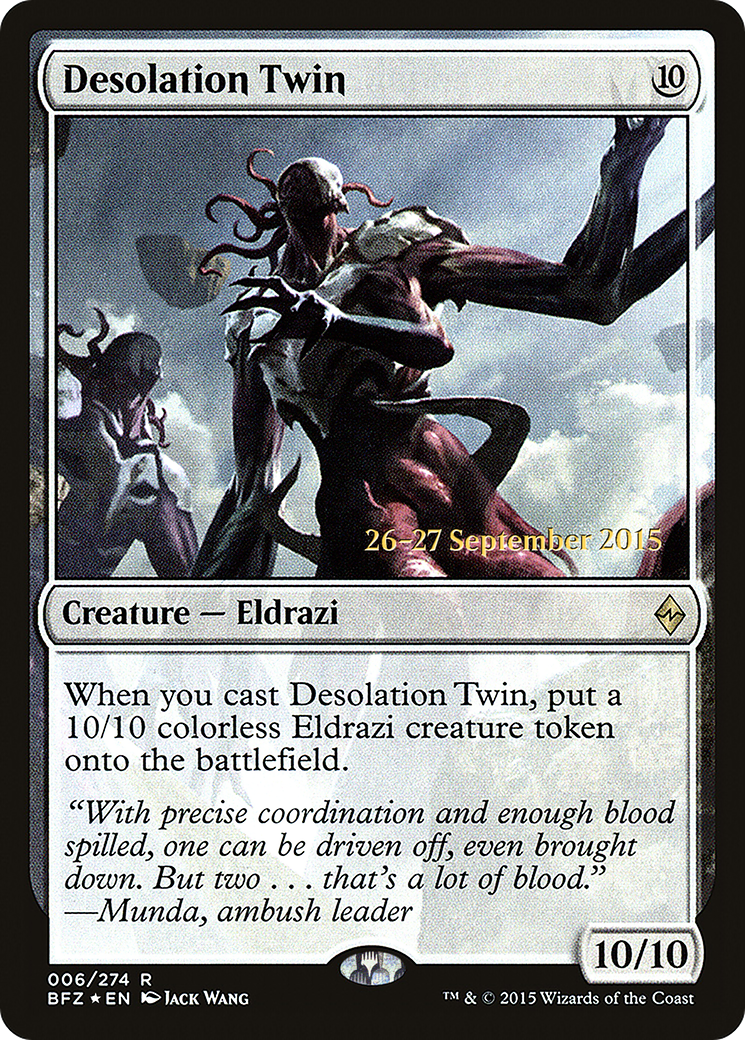 Desolation Twin
10
26–27 September 2015
Creature — Eldrazi
When you cast Desolation Twin, put a
10/10 colorless Eldrazi creature token
onto the battlefield.
“With precise coordination and enough blood
spilled, one can be driven off, even brought
down. But two . . . that’s a lot of blood.”
—Munda, ambush leader
10/10
006/274 R
BFZ ★ EN Jack Wang
™ & © 2015 Wizards of the Coast